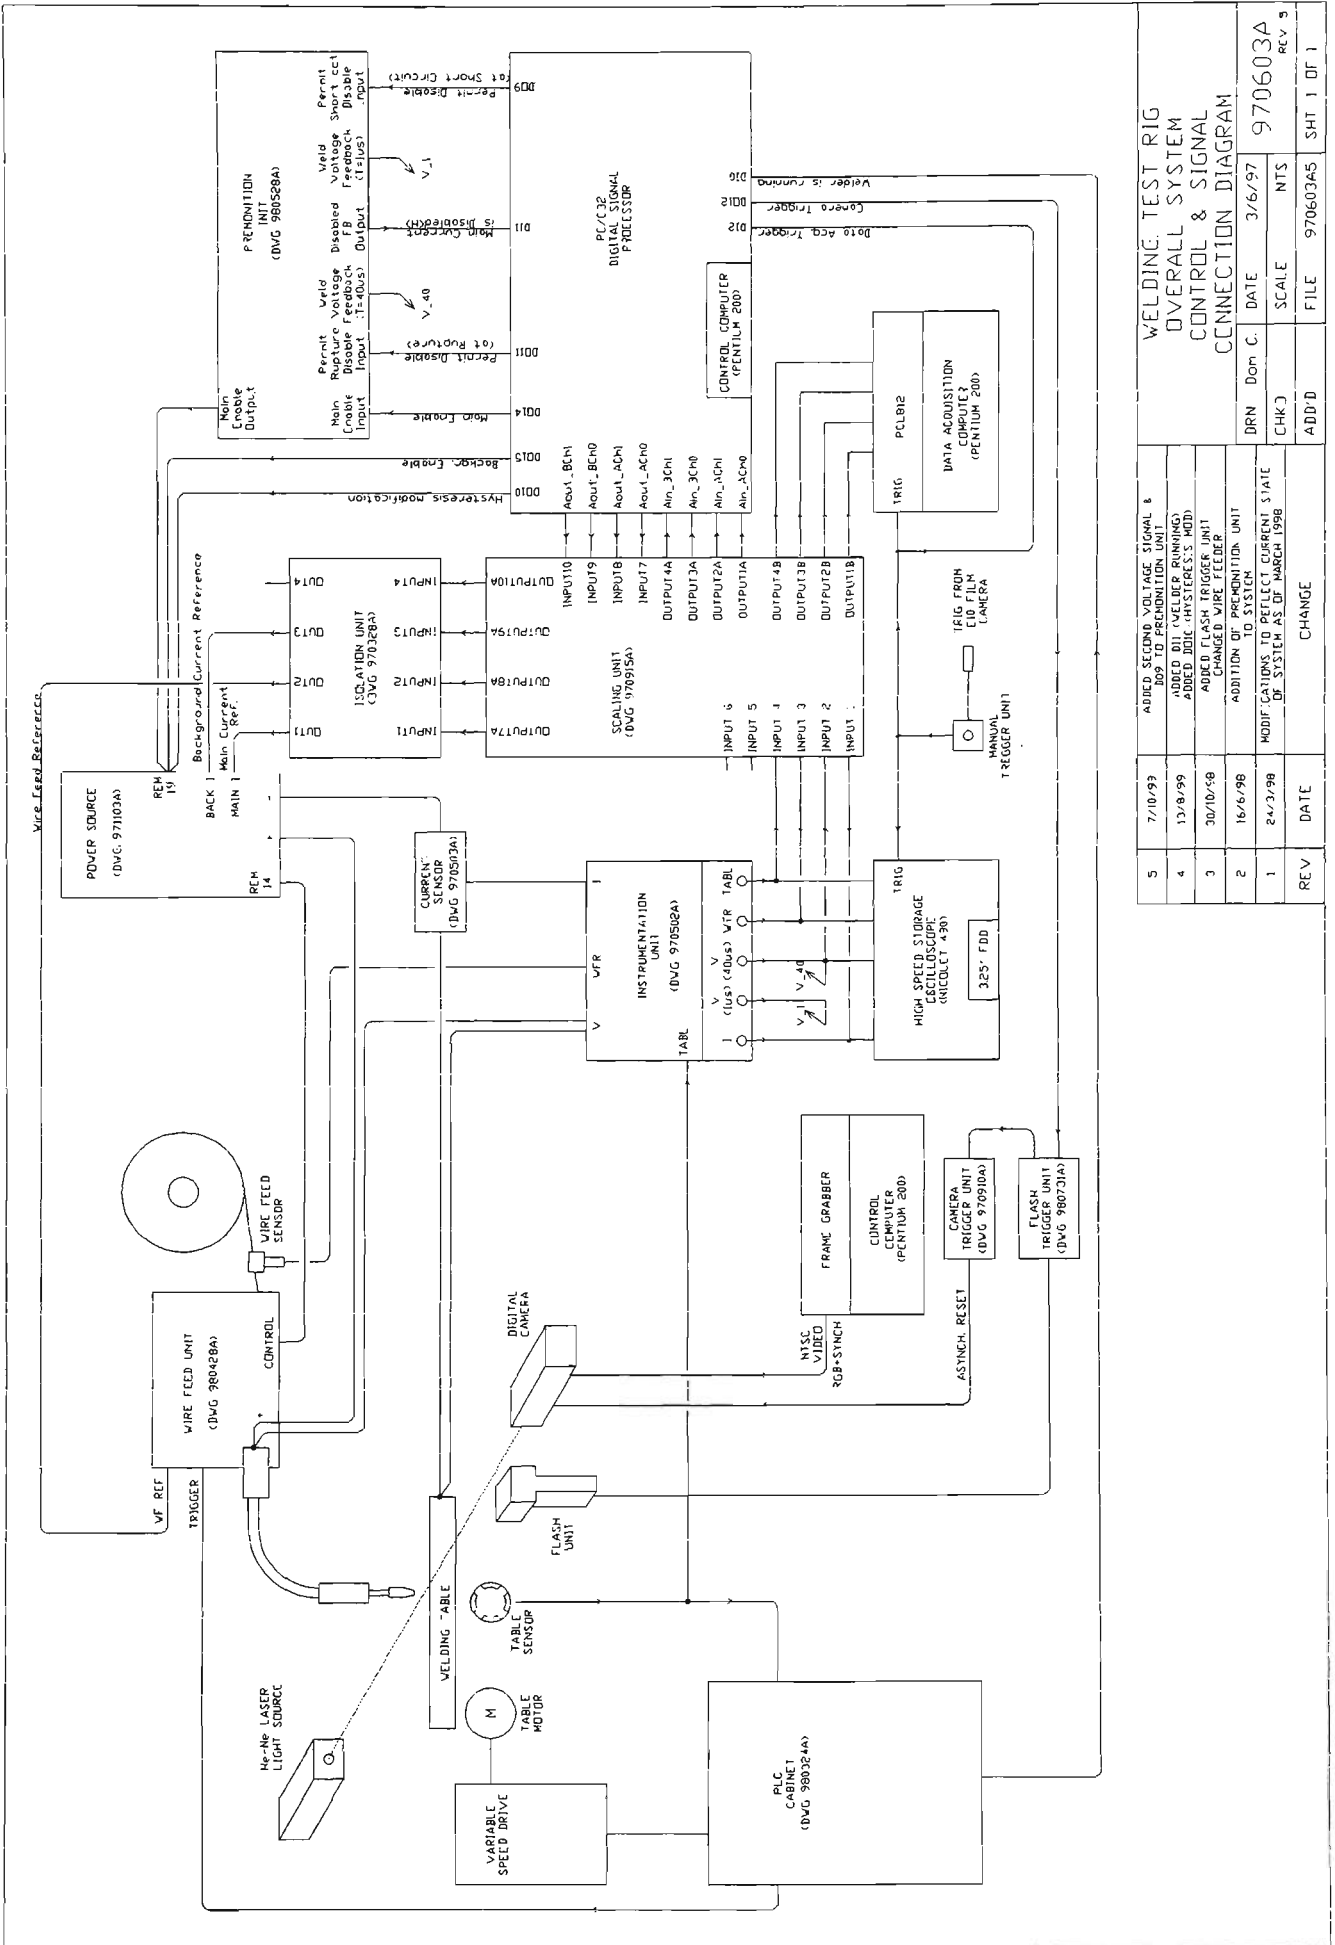 Wire Feed Reference
POWER SOURCE
(DWG. 971103A)
REM
19
BACK 1
MAIN 1
REM
14
Background Current Reference
Main Current
Ref.
PREMONITION
(DWG 980528A)
Main
Enable
Output
Main
Enable
Input
Permit
Rupture
Disable
Input
Weld
Voltage
Feedback
V_40
Disabled
FB
Output
Weld
Voltage
Feedback
(T=1us)
V_1
Permit
Short cct
Disable
Hysteresis modification
Backgr. Enable
Main Enable
Permit Disable
(at Rupture)
Main Current
is Disabled(H)
Permit Disable
(at Short Circuit)
DO10
DO15
DO14
DO11
DI1
DO9
PC/C32
DIGITAL SIGNAL
PROCESSOR
CONTROL COMPUTER
(PENTIUM 200)
Aout_BCh1
Aout_BCh0
Aout_ACh1
Aout_ACh0
Ain_BCh1
Ain_BCh0
Ain_ACh1
Ain_ACh0
DI2
DO12
DI0
Data Acq. Trigger
Camera Trigger
Welder is running
OUT1
OUT2
OUT3
OUT4
ISOLATION UNIT
(DWG 970328A)
INPUT1
INPUT2
INPUT3
INPUT4
OUTPUT7A
OUTPUT8A
OUTPUT9A
OUTPUT10A
SCALING UNIT
(DWG 970915A)
INPUT10
INPUT9
INPUT8
INPUT7
OUTPUT4A
OUTPUT3A
OUTPUT2A
OUTPUT1A
OUTPUT4B
OUTPUT3B
OUTPUT2B
OUTPUT1B
INPUT 6
INPUT 5
INPUT 4
INPUT 3
INPUT 2
INPUT 1
PCL812
TRIG
DATA ACQUISITION
COMPUTER
(PENTIUM 200)
TRIG FROM
E10 FILM
CAMERA
MANUAL
TRIGGER UNIT
CURRENT
SENSOR
(DWG 970503A)
INSTRUMENTATION
UNIT
(DWG 970502A)
I
WFR
V
TABL
TABL
WFR
V
(40us)
V
(1us)
I
V_40
V_1
TRIG
HIGH SPEED STORAGE
OSCILLOSCOPE
(NICOLET 490)
3.25" FDD
WIRE FEED
SENSOR
WIRE FEED UNIT
(DWG 980428A)
CONTROL
+
WF REF
TRIGGER
DIGITAL
CAMERA
FLASH
UNIT
NTSC
VIDEO
RGB+SYNCH
FRAME GRABBER
CONTROL
COMPUTER
(PENTIUM 200)
ASYNCH. RESET
CAMERA
TRIGGER UNIT
(DWG 970910A)
FLASH
TRIGGER UNIT
(DWG 980731A)
He-Ne LASER
LIGHT SOURCE
WELDING TABLE
TABLE
SENSOR
M
TABLE
MOTOR
VARIABLE
SPEED DRIVE
PLC
CABINET
(DWG 980324A)
5 7/10/99 ADDED SECOND VOLTAGE SIGNAL &
DO9 TO PREMONITION UNIT
4 13/8/99 ADDED DI1 (WELDER RUNNING)
ADDED DO10 (HYSTERESIS MOD)
3 30/10/98 ADDED FLASH TRIGGER UNIT
CHANGED WIRE FEEDER
2 16/6/98 ADDITION OF PREMONITION UNIT
TO SYSTEM
1 24/3/98 MODIFICATIONS TO REFLECT CURRENT STATE
OF SYSTEM AS OF MARCH 1998
REV DATE CHANGE
WELDING TEST RIG
OVERALL SYSTEM
CONTROL & SIGNAL
CONNECTION DIAGRAM
DRN Dom C. DATE 3/6/97 970603A
CHK'D SCALE NTS REV 5
ADD'D FILE 970603A5 SHT 1 OF 1